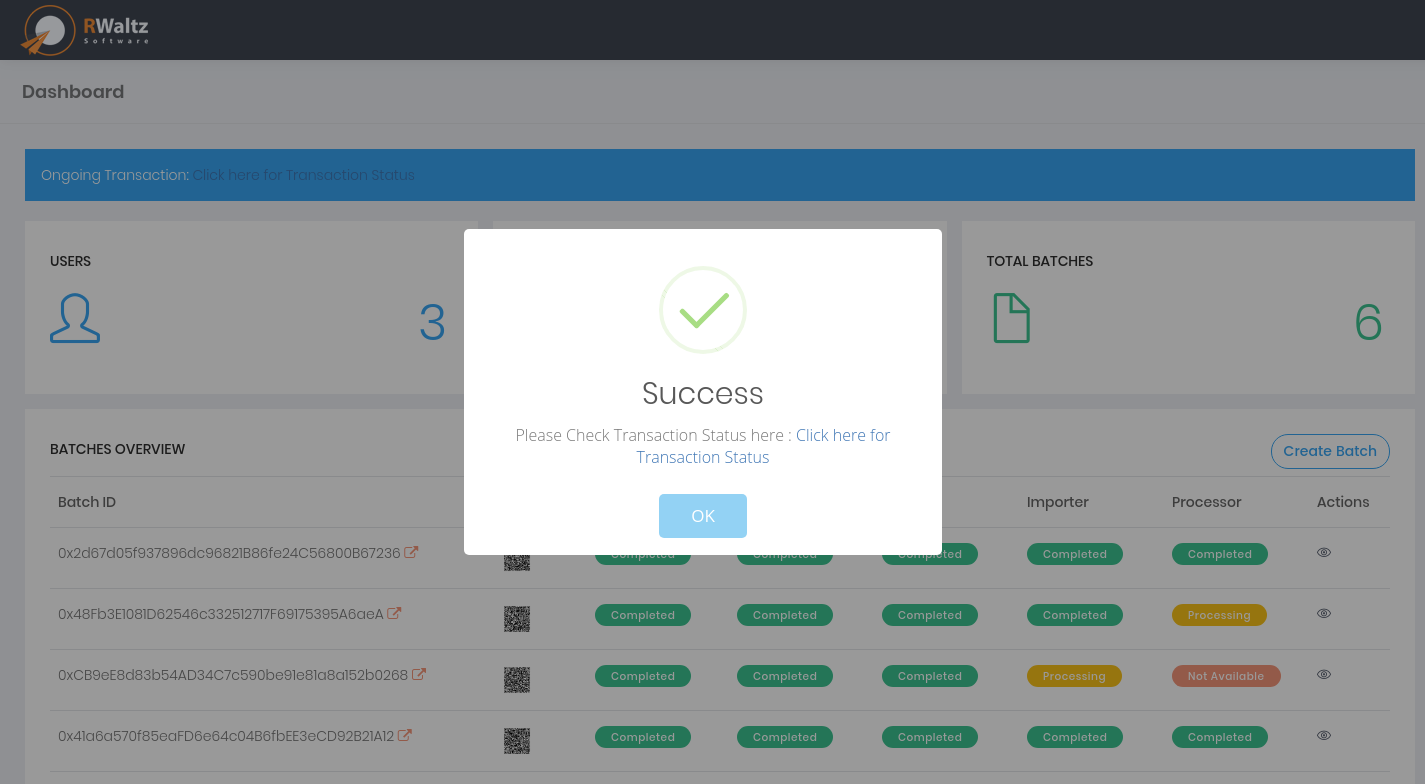 RWaltz
Software
Dashboard
Ongoing Transaction: Click here for Transaction Status
USERS
3
TOTAL BATCHES
6
Success
Please Check Transaction Status here : Click here for
Transaction Status
OK
BATCHES OVERVIEW
Create Batch
Batch ID Importer Processor Actions
0x2d67d05f937896dc96821B86fe24C56800B67236 Completed Completed Completed Completed Completed
0x48Fb3E1081D62546c332512717F69175395A6aeA Completed Completed Completed Completed Processing
0xCB9eE8d83b54AD34C7c590be91e81a8a152b0268 Completed Completed Completed Processing Not Available
0x41a6a570f85eaFD6e64c04B6fbEE3eCD92B21A12 Completed Completed Completed Completed Completed